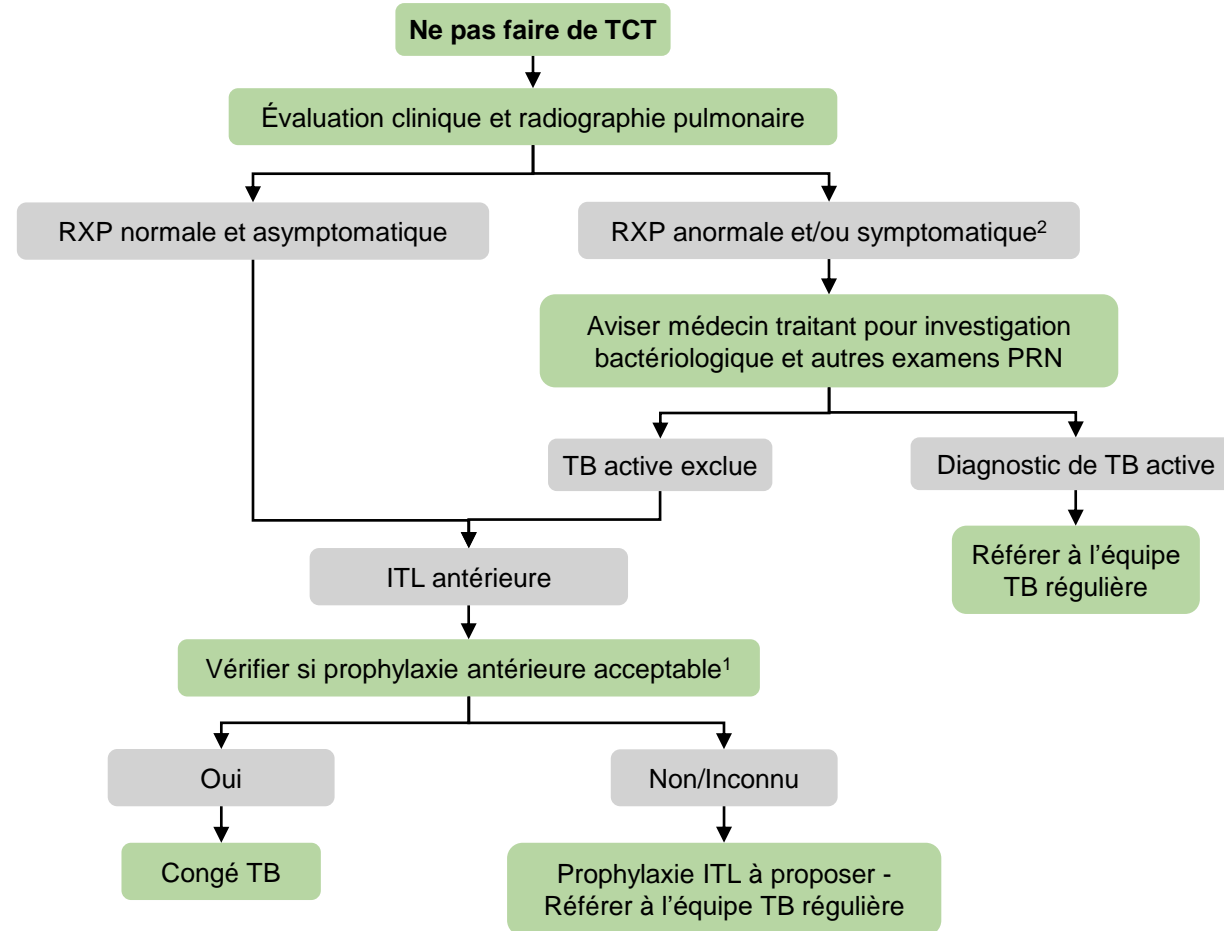 Ne pas faire de TCT
Évaluation clinique et radiographie pulmonaire
RXP normale et asymptomatique
RXP anormale et/ou symptomatique²
Aviser médecin traitant pour investigation
bactériologique et autres examens PRN
TB active exclue
Diagnostic de TB active
Référer à l'équipe
TB régulière
ITL antérieure
Vérifier si prophylaxie antérieure acceptable¹
Oui
Non/Inconnu
Congé TB
Prophylaxie ITL à proposer -
Référer à l'équipe TB régulière